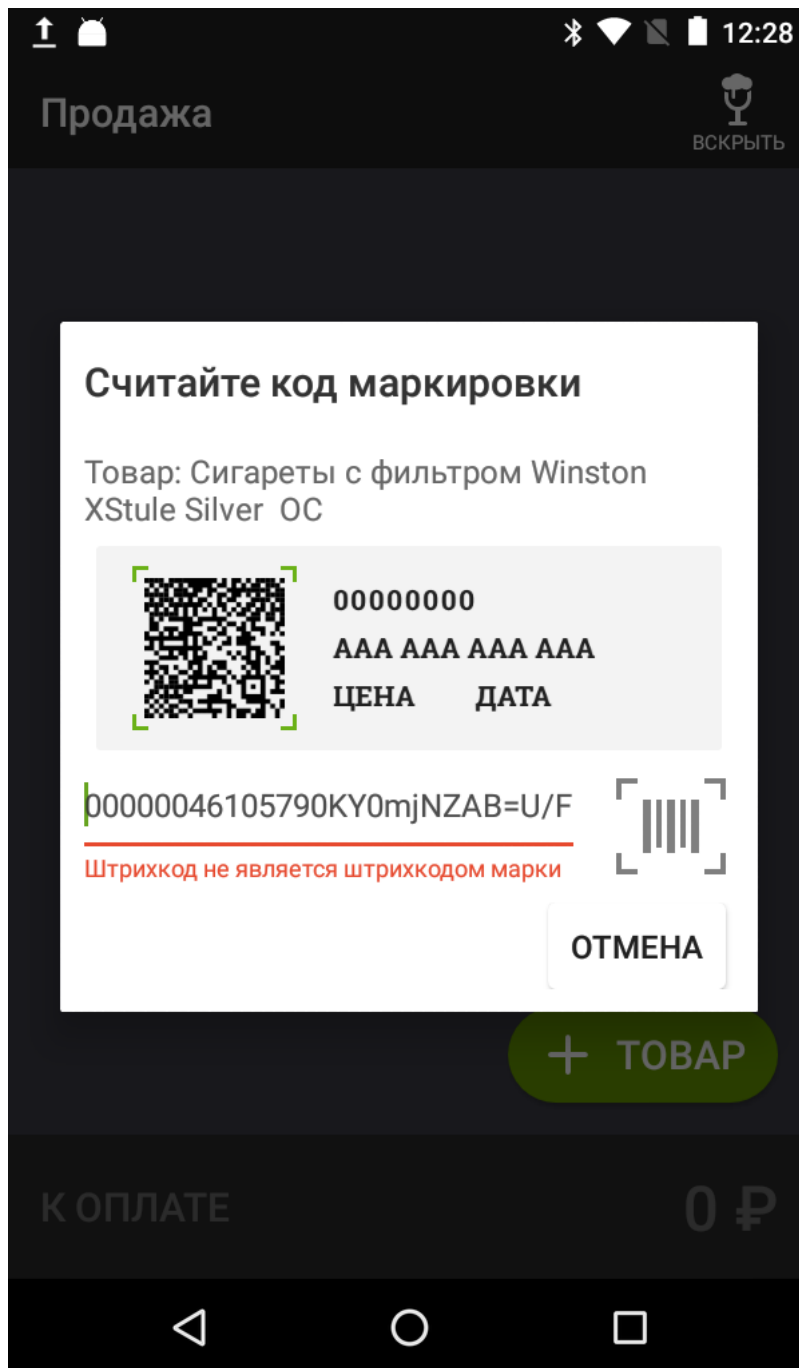 12:28
Продажа
ВСКРЫТЬ
Считайте код маркировки
Товар: Сигареты с фильтром Winston
XStule Silver OC
00000000
AAA AAA AAA AAA
ЦЕНА ДАТА
00000046105790KY0mjNZAB=U/F
Штрихкод не является штрихкодом марки
ОТМЕНА
+ ТОВАР
К ОПЛАТЕ
0 ₽